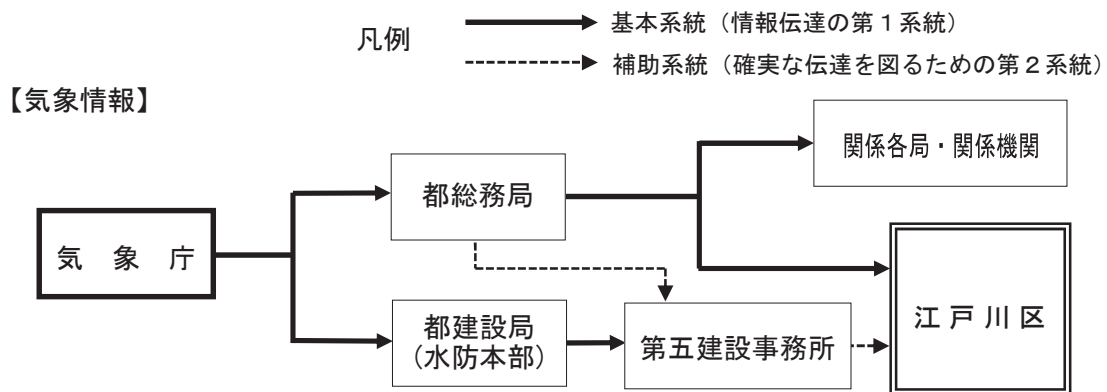 凡例
基本系統（情報伝達の第1系統）
補助系統（確実な伝達を図るための第2系統）
【気象情報】
関係各局・関係機関
都総務局
気 象 庁
江戸川区
都建設局
（水防本部）
第五建設事務所